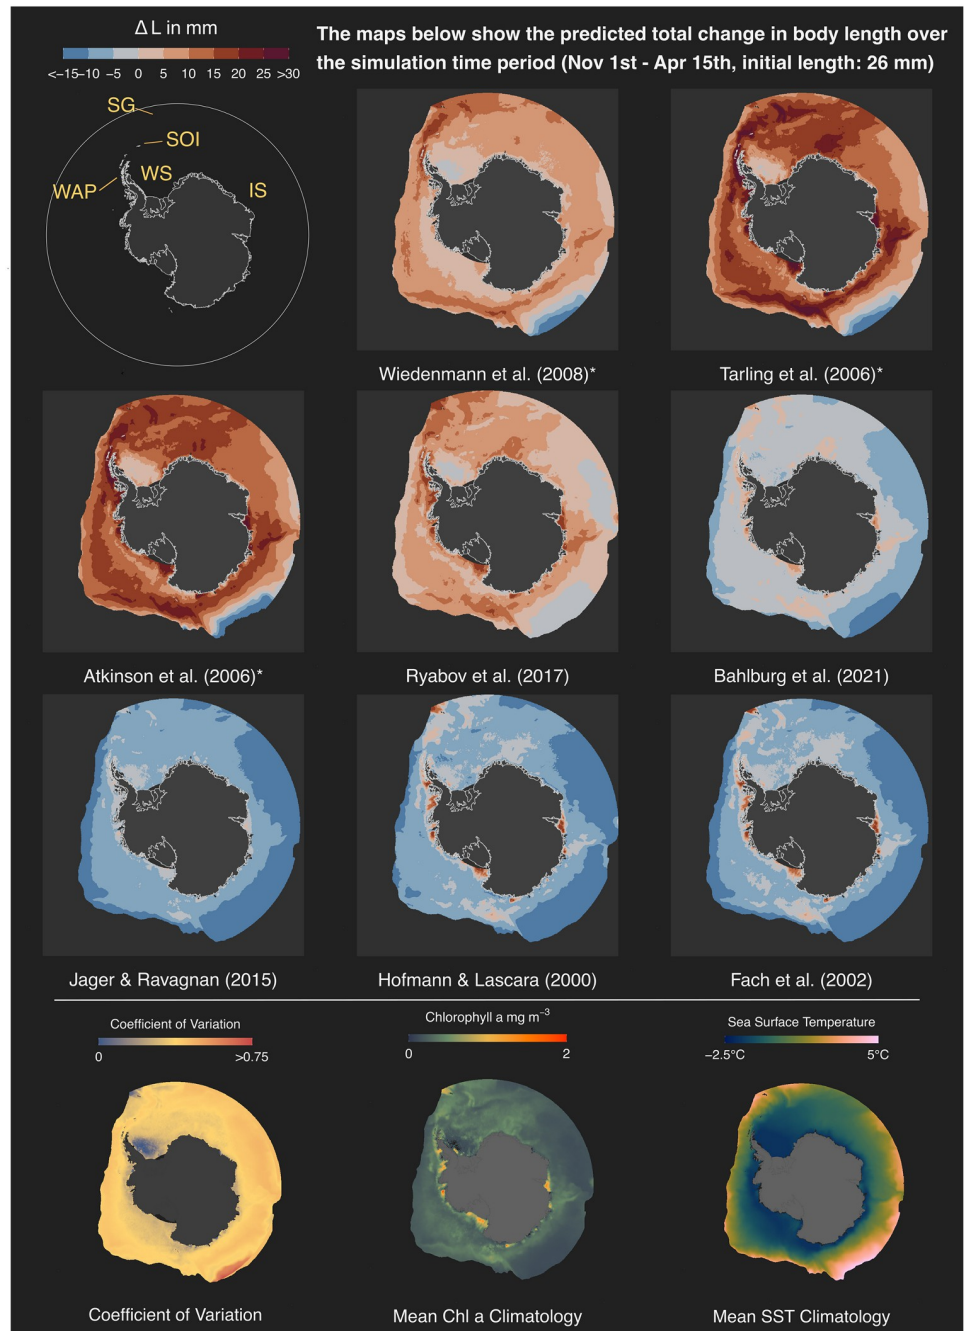 Δ L in mm
<−15 −10 −5 0 5 10 15 20 25 >30
The maps below show the predicted total change in body length over
the simulation time period (Nov 1st - Apr 15th, initial length: 26 mm)
SG
SOI
WS
WAP
IS
Wiedenmann et al. (2008)*
Tarling et al. (2006)*
Atkinson et al. (2006)*
Ryabov et al. (2017)
Bahlburg et al. (2021)
Jager & Ravagnan (2015)
Hofmann & Lascara (2000)
Fach et al. (2002)
Coefficient of Variation
0 >0.75
Chlorophyll a mg m⁻³
0 2
Sea Surface Temperature
−2.5°C 5°C
Coefficient of Variation
Mean Chl a Climatology
Mean SST Climatology